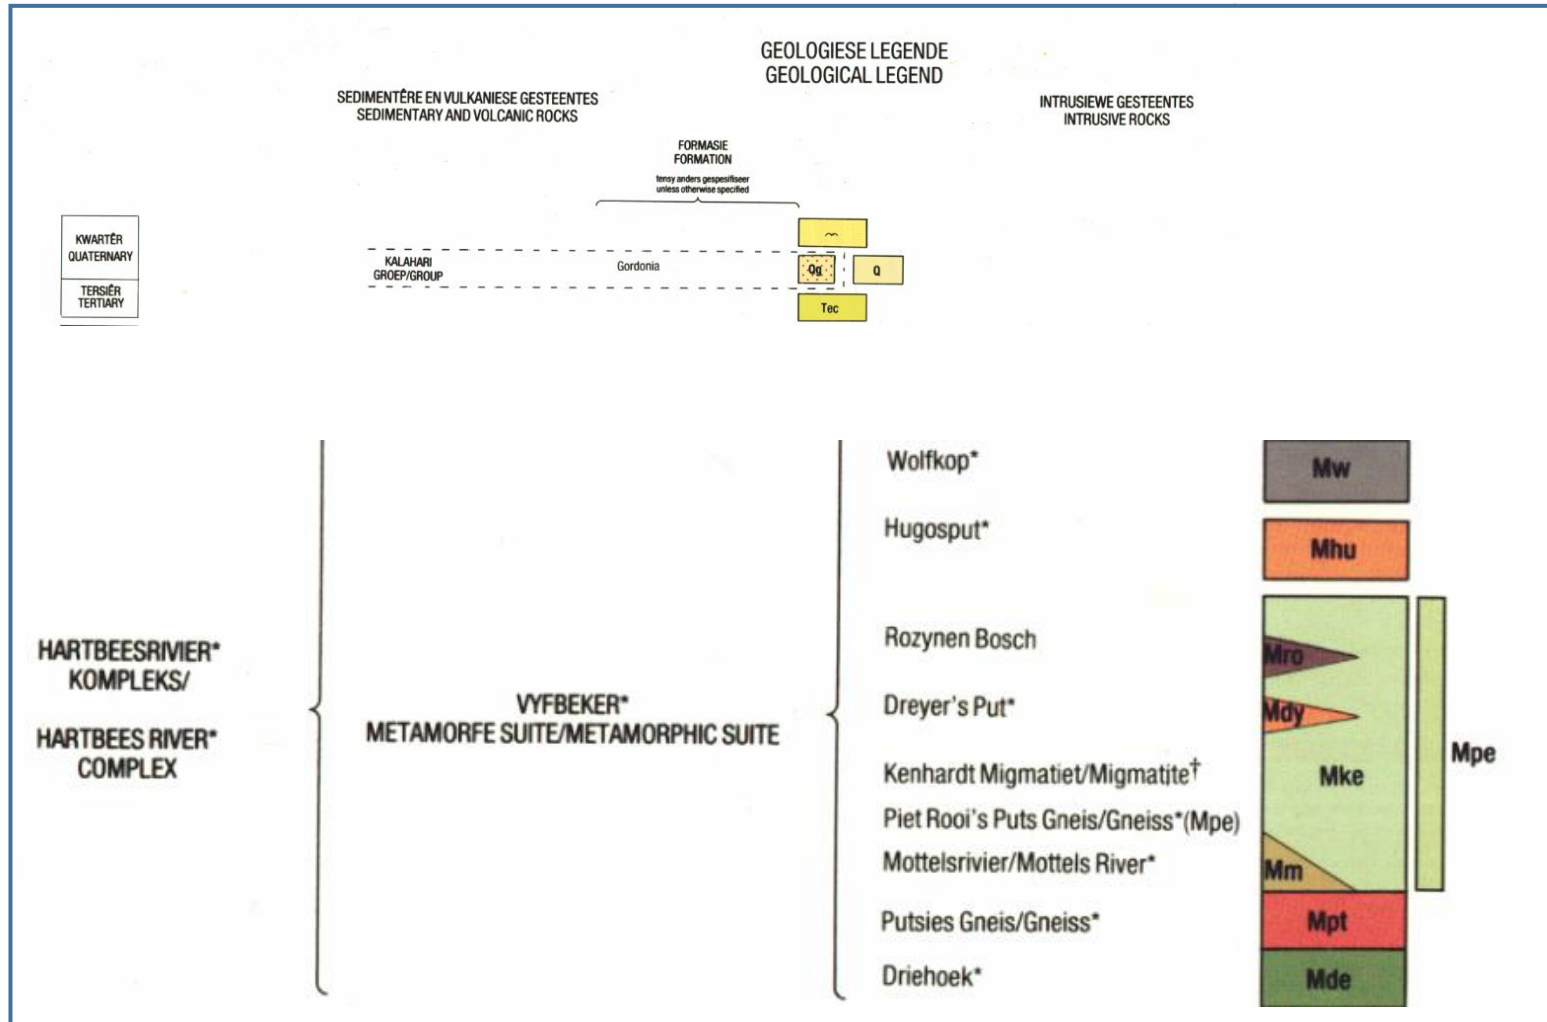 GEOLOGIESE LEGENDE
GEOLOGICAL LEGEND
SEDIMENTÊRE EN VULKANIESE GESTEENTES
SEDIMENTARY AND VOLCANIC ROCKS
INTRUSIEWE GESTEENTES
INTRUSIVE ROCKS
FORMASIE
FORMATION
tensy anders gespesifiseer
unless otherwise specified
KWARTÊR
QUATERNARY
TERSIÊR
TERTIARY
KALAHARI
GROEP/GROUP
Gordonia
Qg
Q
Tec
HARTBEESRIVIER*
KOMPLEKS/
HARTBEES RIVER*
COMPLEX
VYFBEKER*
METAMORFE SUITE/METAMORPHIC SUITE
Wolfkop*
Mw
Hugosput*
Mhu
Rozynen Bosch
Mro
Dreyer's Put*
Mdy
Kenhardt Migmatiet/Migmatite†
Mke
Mpe
Piet Rooi's Puts Gneis/Gneiss*(Mpe)
Mottelsrivier/Mottels River*
Mm
Putsies Gneis/Gneiss*
Mpt
Driehoek*
Mde